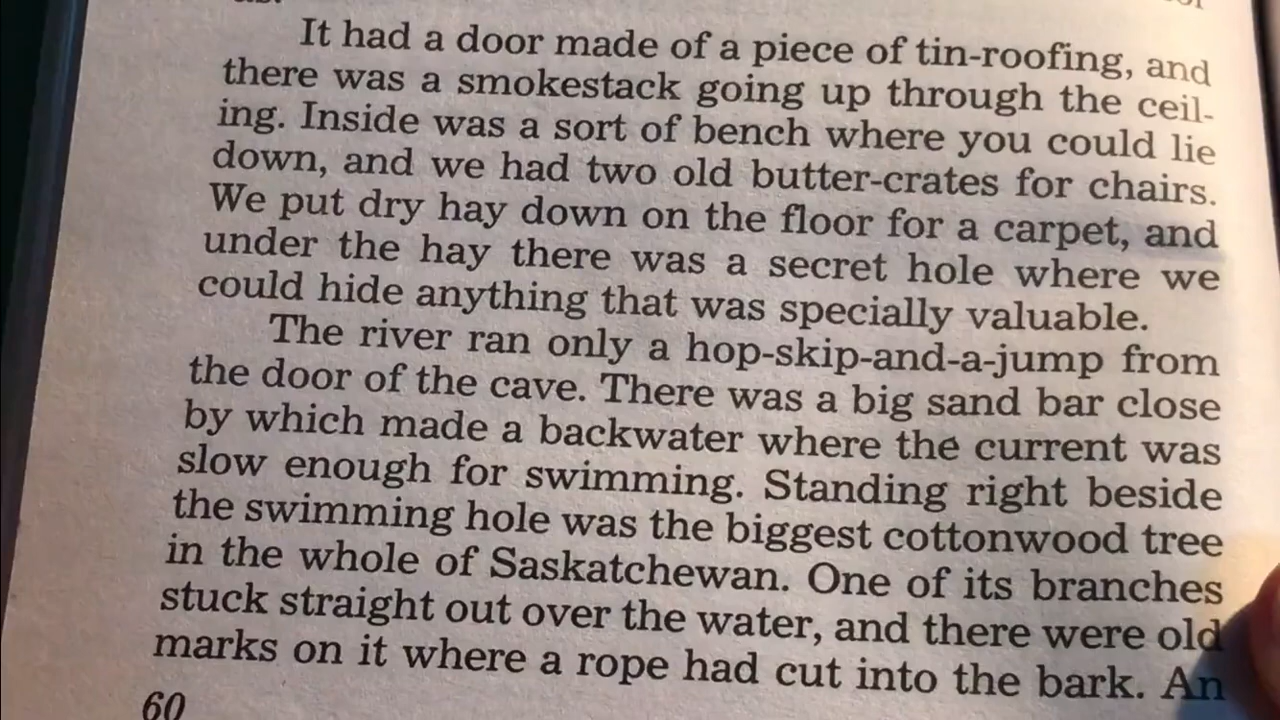 It had a door made of a piece of tin-roofing, and
there was a smokestack going up through the ceil-
ing. Inside was a sort of bench where you could lie
down, and we had two old butter-crates for chairs.
We put dry hay down on the floor for a carpet, and
under the hay there was a secret hole where we
could hide anything that was specially valuable.
The river ran only a hop-skip-and-a-jump from
the door of the cave. There was a big sand bar close
by which made a backwater where the current was
slow enough for swimming. Standing right beside
the swimming hole was the biggest cottonwood tree
in the whole of Saskatchewan. One of its branches
stuck straight out over the water, and there were old
marks on it where a rope had cut into the bark. An
60